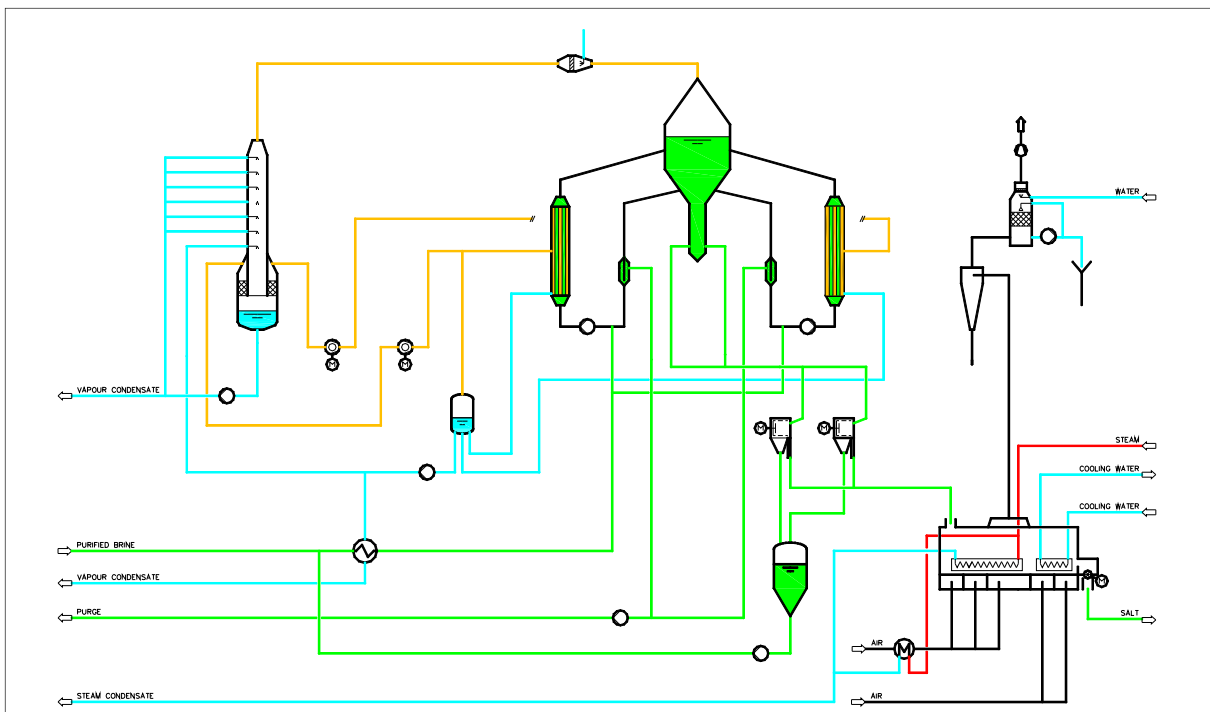 WATER
VAPOUR CONDENSATE
M
M
M
M
STEAM
COOLING WATER
COOLING WATER
PURIFIED BRINE
VAPOUR CONDENSATE
M
PURGE
SALT
AIR
STEAM CONDENSATE
AIR